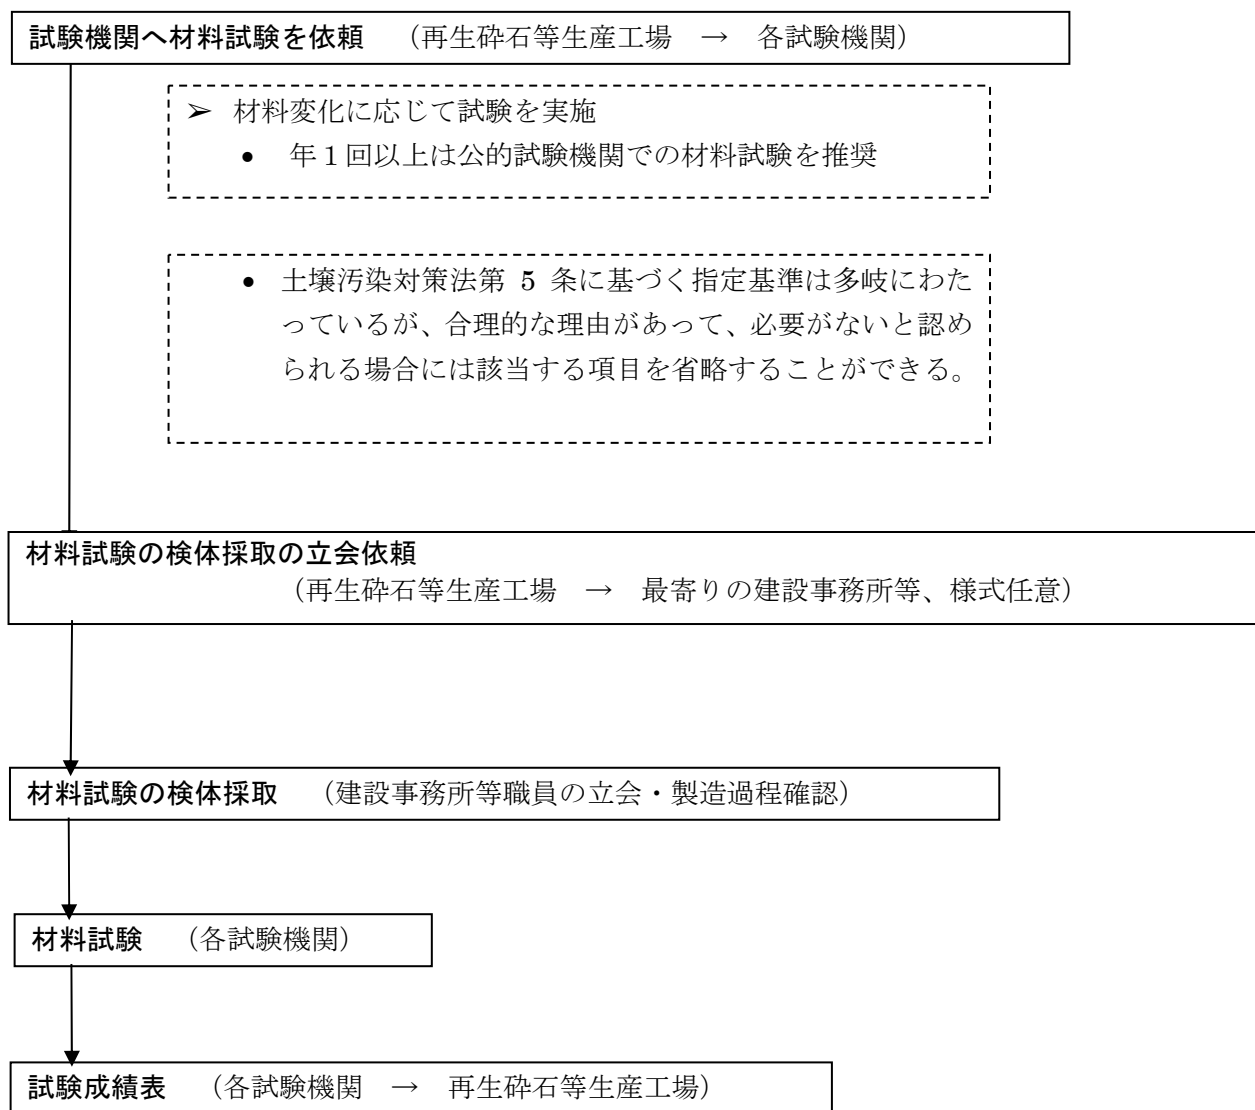 試験機関へ材料試験を依頼　（再生砕石等生産工場　→　各試験機関）
➢ 材料変化に応じて試験を実施
• 年１回以上は公的試験機関での材料試験を推奨
• 土壌汚染対策法第 5 条に基づく指定基準は多岐にわた
っているが、合理的な理由があって、必要がないと認め
られる場合には該当する項目を省略することができる。
材料試験の検体採取の立会依頼
（再生砕石等生産工場　→　最寄りの建設事務所等、様式任意）
材料試験の検体採取　（建設事務所等職員の立会・製造過程確認）
材料試験　（各試験機関）
試験成績表　（各試験機関　→　再生砕石等生産工場）